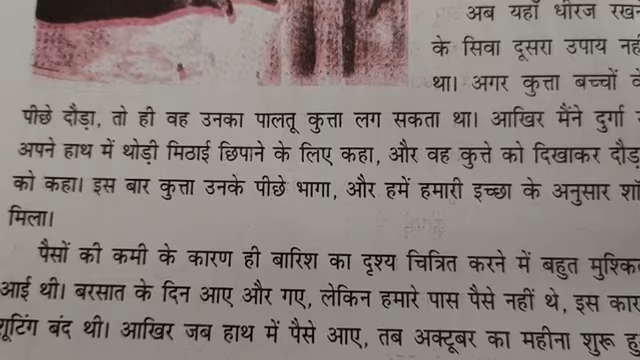 अब यहाँ धीरज रखने
के सिवा दूसरा उपाय नहीं
था। अगर कुत्ता बच्चों के
पीछे दौड़ा, तो ही वह उनका पालतू कुत्ता लग सकता था। आखिर मैंने दुर्गा
अपने हाथ में थोड़ी मिठाई छिपाने के लिए कहा, और वह कुत्ते को दिखाकर
को कहा। इस बार कुत्ता उनके पीछे भागा, और हमें हमारी इच्छा के अनुसार
मिला।
पैसों की कमी के कारण ही बारिश का दृश्य चित्रित करने में बहुत
आई थी। बरसात के दिन आए और गए, लेकिन हमारे पास पैसे नहीं थे, इस
शूटिंग बंद थी। आखिर जब हाथ में पैसे आए, तब अक्टूबर का महीना शुरू